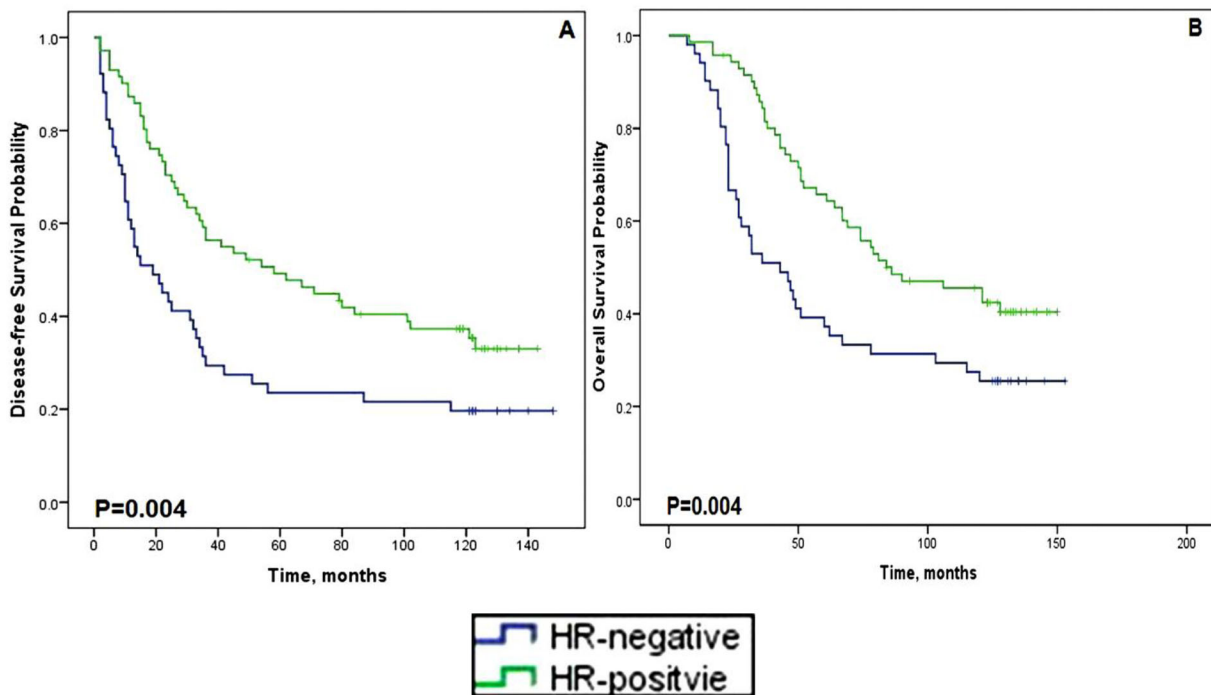 A
Disease-free Survival Probability
1.0
0.8
0.6
0.4
0.2
0.0
P=0.004
0 20 40 60 80 100 120 140
Time, months
B
Overall Survival Probability
1.0
0.8
0.6
0.4
0.2
0.0
P=0.004
0 50 100 150 200
Time, months
HR-negative
HR-positvie